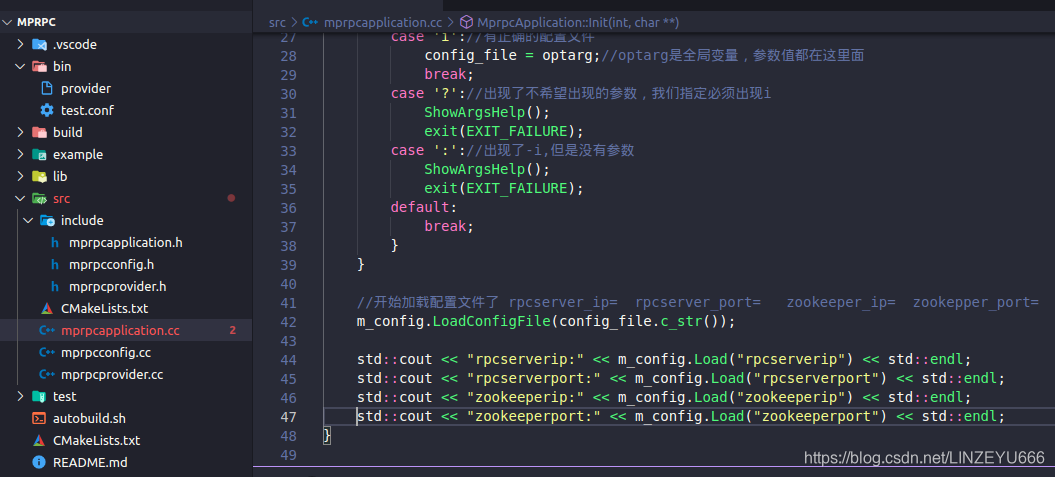 MPRPC
.vscode
bin
provider
test.conf
build
example
lib
src
include
mprpcapplication.h
mprpcconfig.h
mprpcprovider.h
CMakeLists.txt
mprpcapplication.cc 2
mprpcconfig.cc
mprpcprovider.cc
test
autobuild.sh
CMakeLists.txt
README.md
src > mprpcapplication.cc > MprpcApplication::Init(int, char **)
27 case 'i'://有正确的配置文件
28 config_file = optarg;//optarg是全局变量，参数值都在这里面
29 break;
30 case '?'://出现了不希望出现的参数，我们指定必须出现i
31 ShowArgsHelp();
32 exit(EXIT_FAILURE);
33 case ':'://出现了-i,但是没有参数
34 ShowArgsHelp();
35 exit(EXIT_FAILURE);
36 default:
37 break;
38 }
39 }
40
41 //开始加载配置文件了 rpcserver_ip= rpcserver_port= zookeeper_ip= zookepper_port=
42 m_config.LoadConfigFile(config_file.c_str());
43
44 std::cout << "rpcserverip:" << m_config.Load("rpcserverip") << std::endl;
45 std::cout << "rpcserverport:" << m_config.Load("rpcserverport") << std::endl;
46 std::cout << "zookeeperip:" << m_config.Load("zookeeperip") << std::endl;
47 std::cout << "zookeeperport:" << m_config.Load("zookeeperport") << std::endl;
48 }
49
https://blog.csdn.net/LINZEYU666